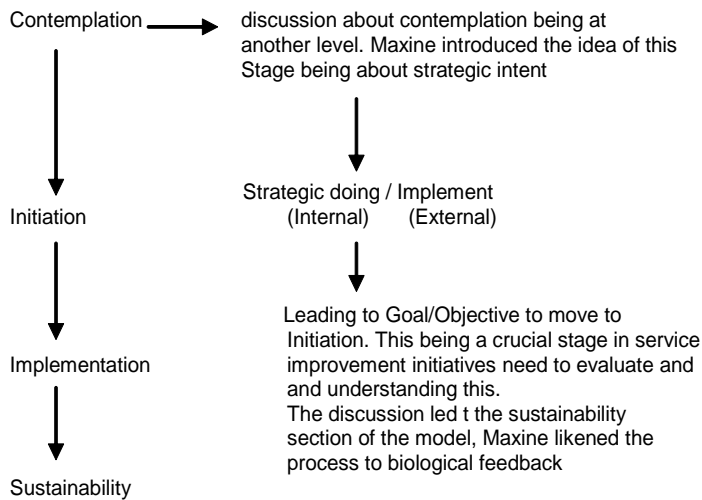 Contemplation
discussion about contemplation being at
another level. Maxine introduced the idea of this
Stage being about strategic intent
Strategic doing / Implement
(Internal) (External)
Initiation
Leading to Goal/Objective to move to
Initiation. This being a crucial stage in service
improvement initiatives need to evaluate and
and understanding this.
The discussion led t the sustainability
section of the model, Maxine likened the
process to biological feedback
Implementation
Sustainability